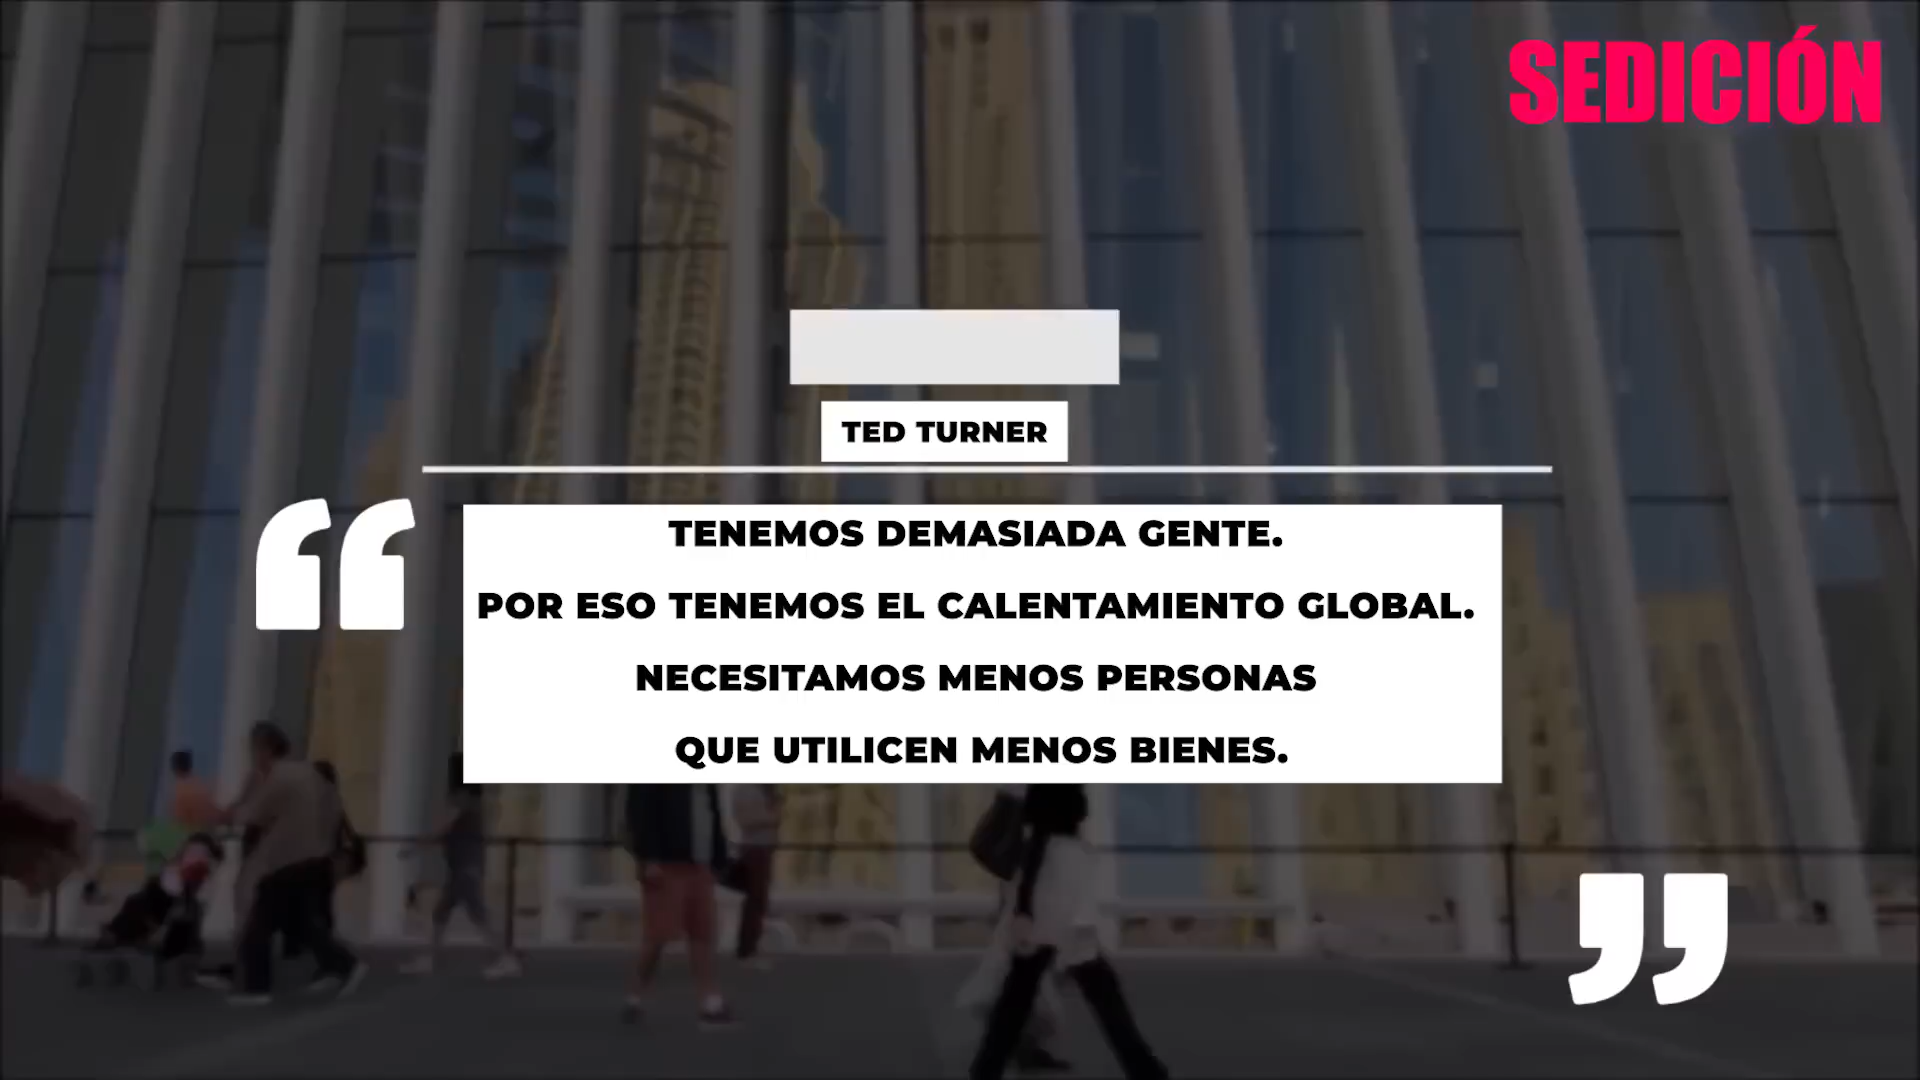 SEDICIÓN
TED TURNER
TENEMOS DEMASIADA GENTE.
POR ESO TENEMOS EL CALENTAMIENTO GLOBAL.
NECESITAMOS MENOS PERSONAS
QUE UTILICEN MENOS BIENES.